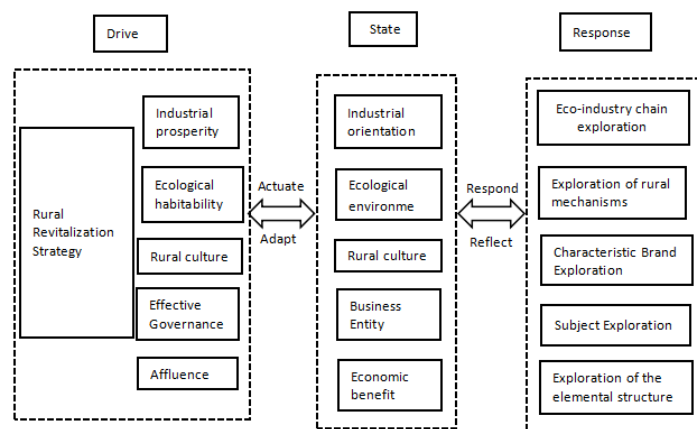 Drive
State
Response
Rural
Revitalization
Strategy
Industrial
prosperity
Ecological
habitability
Rural culture
Effective
Governance
Affluence
Actuate
Adapt
Industrial
orientation
Ecological
environme
Rural culture
Business
Entity
Economic
benefit
Respond
Reflect
Eco-industry chain
exploration
Exploration of rural
mechanisms
Characteristic Brand
Exploration
Subject Exploration
Exploration of the
elemental structure